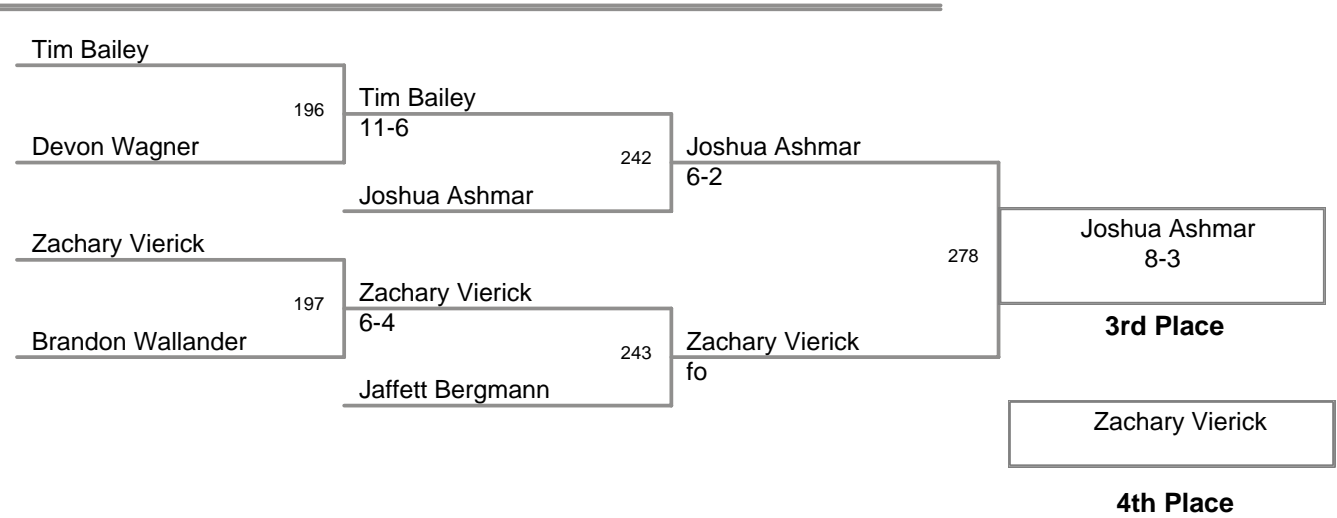 Tim Bailey
196
Tim Bailey
11-6
Devon Wagner
242
Joshua Ashmar
6-2
Joshua Ashmar
Zachary Vierick
278
Joshua Ashmar
8-3
197
Zachary Vierick
6-4
3rd Place
Brandon Wallander
243
Zachary Vierick
fo
Jaffett Bergmann
Zachary Vierick
4th Place